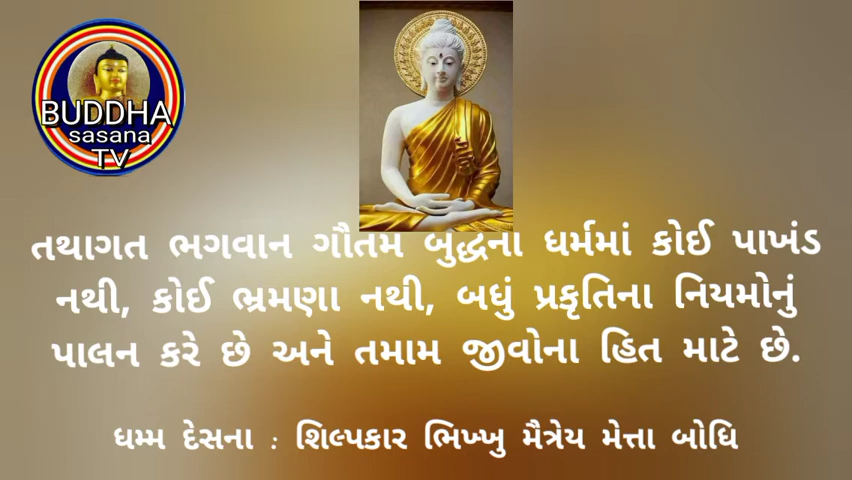 BUDDHA
sasana
TV
તથાગત ભગવાન ગૌતમ બુદ્ધના ધર્મમાં કોઈ પાખંડ
નથી, કોઈ ભ્રમણા નથી, બધું પ્રકૃતિના નિયમોનું
પાલન કરે છે અને તમામ જીવોના હિત માટે છે.
ધમ્મ દેસના : શિલ્પકાર ભિખ્ખુ મૈત્રેય મેત્તા બોધિ